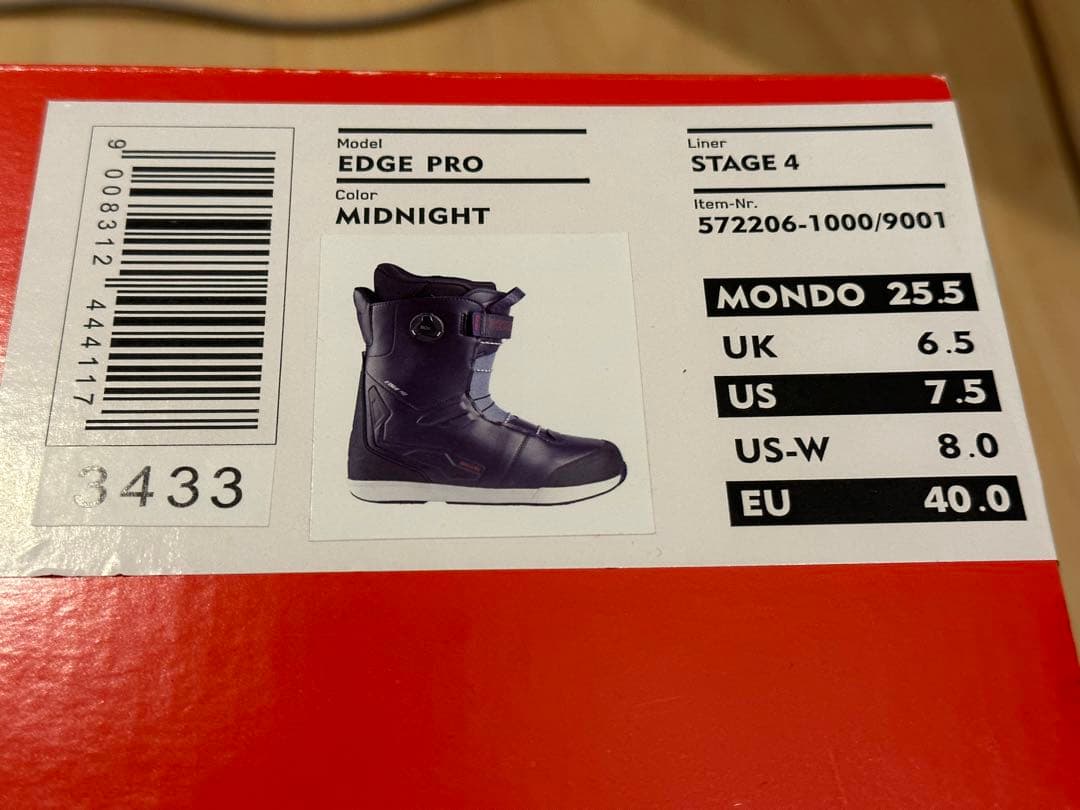 9 008312 444117
3433
Model
EDGE PRO
Color
MIDNIGHT
Liner
STAGE 4
Item-Nr.
572206-1000/9001
MONDO 25.5
UK 6.5
US 7.5
US-W 8.0
EU 40.0